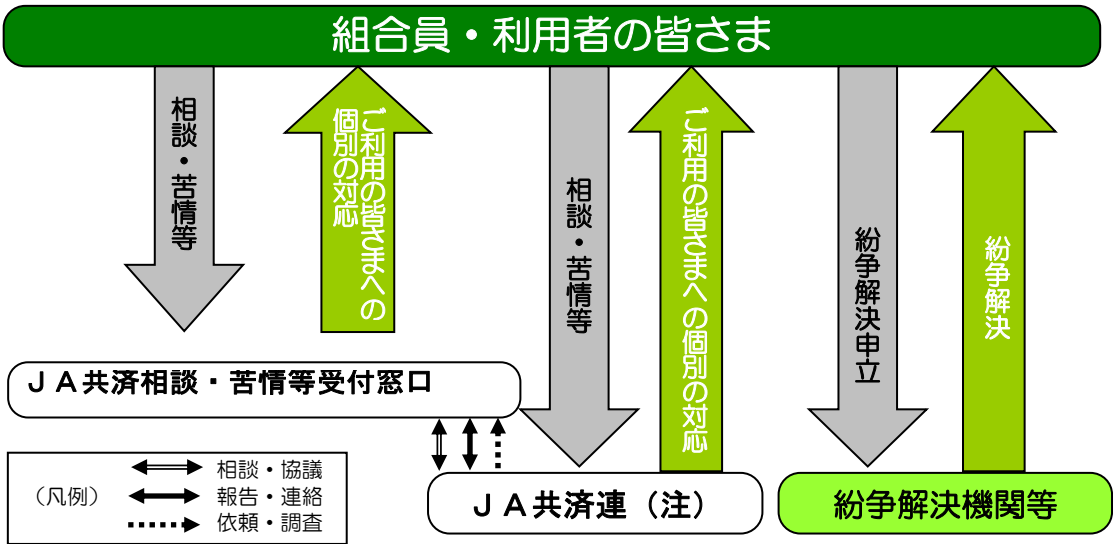 組合員・利用者の皆さま
相談・苦情等
ご利用の皆さまへの
個別の対応
相談・苦情等
ご利用の皆さまへの個別の対応
紛争解決申立
紛争解決
ＪＡ共済相談・苦情等受付窓口
（凡例）
相談・協議
報告・連絡
依頼・調査
ＪＡ共済連（注）
紛争解決機関等